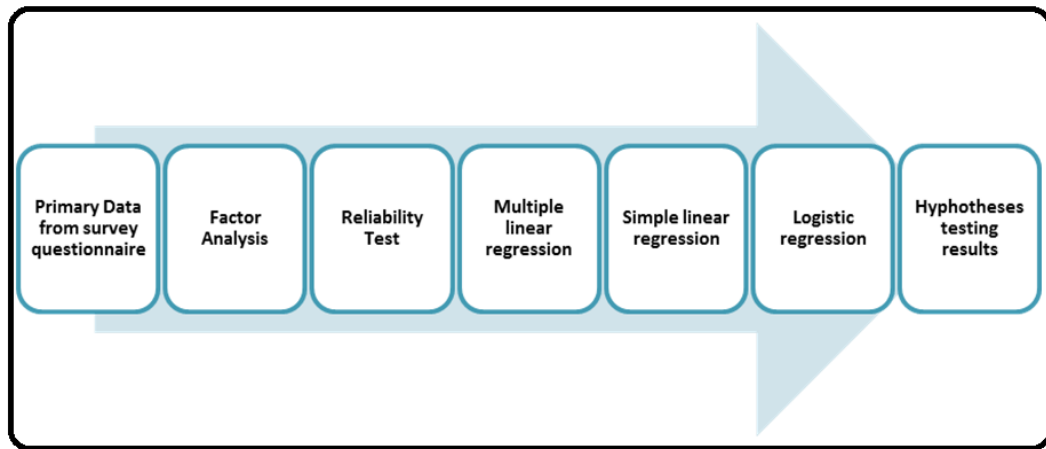 Primary Data
from survey
questionnaire
Factor
Analysis
Reliability
Test
Multiple
linear
regression
Simple linear
regression
Logistic
regression
Hyphotheses
testing
results